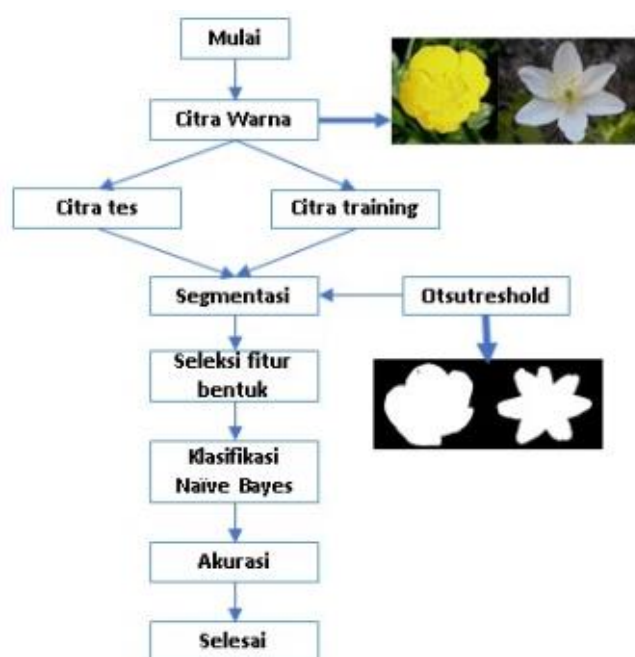 Mulai
Citra Warna
Citra tes
Citra training
Segmentasi
Otsutreshold
Seleksi fitur
bentuk
Klasifikasi
Naïve Bayes
Akurasi
Selesai